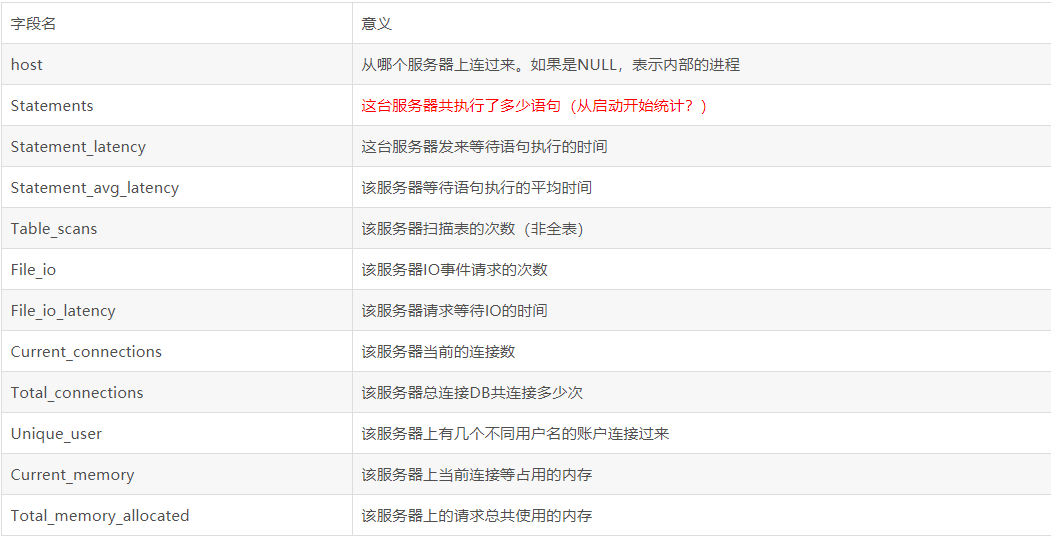 字段名 意义
host 从哪个服务器上连过来。如果是NULL，表示内部的进程
Statements 这台服务器共执行了多少语句（从启动开始统计？）
Statement_latency 这台服务器发来等待语句执行的时间
Statement_avg_latency 该服务器等待语句执行的平均时间
Table_scans 该服务器扫描表的次数（非全表）
File_io 该服务器IO事件请求的次数
File_io_latency 该服务器请求等待IO的时间
Current_connections 该服务器当前的连接数
Total_connections 该服务器总连接DB共连接多少次
Unique_user 该服务器上有几个不同用户名的账户连接过来
Current_memory 该服务器上当前连接等占用的内存
Total_memory_allocated 该服务器上的请求总共使用的内存